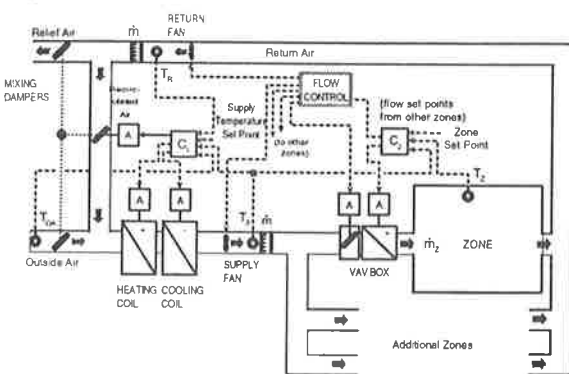 Relief Air
ṁ
RETURN
FAN
Return Air
MIXING
DAMPERS
T_R
Recirculated
Air
Supply
Temperature
Set Point
FLOW
CONTROL
(to other
zones)
(flow set points
from other zones)
Zone
Set Point
A
C₁
C₂
A
A
A
A
T_OA
T_S
ṁ
T_Z
Outside Air
ṁ_Z
ZONE
HEATING
COIL
COOLING
COIL
SUPPLY
FAN
VAV BOX
Additional Zones